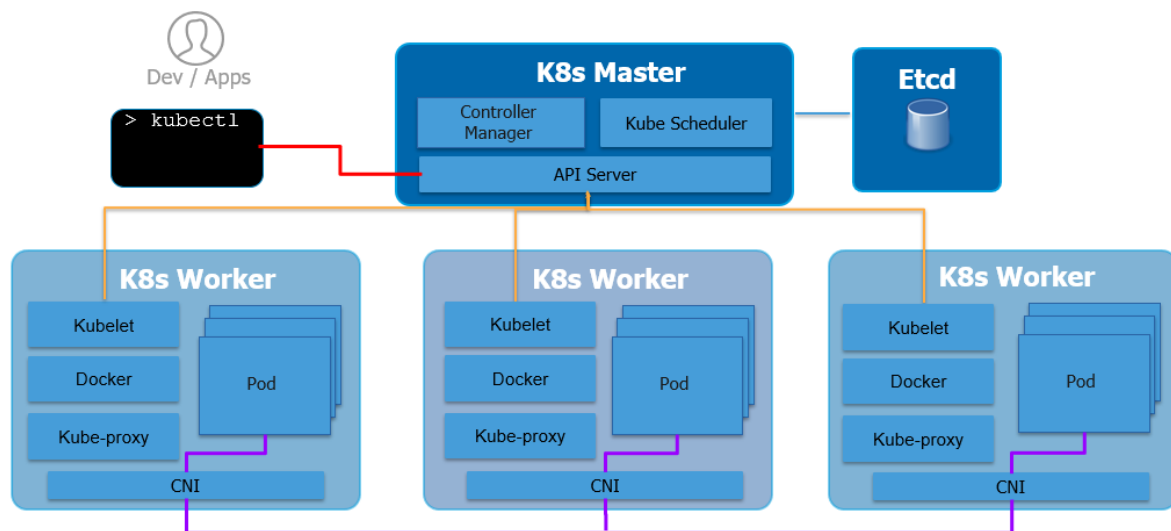 Dev / Apps
> kubectl
K8s Master
Controller
Manager
Kube Scheduler
API Server
Etcd
K8s Worker
Kubelet
Docker
Kube-proxy
Pod
CNI
K8s Worker
Kubelet
Docker
Kube-proxy
Pod
CNI
K8s Worker
Kubelet
Docker
Kube-proxy
Pod
CNI